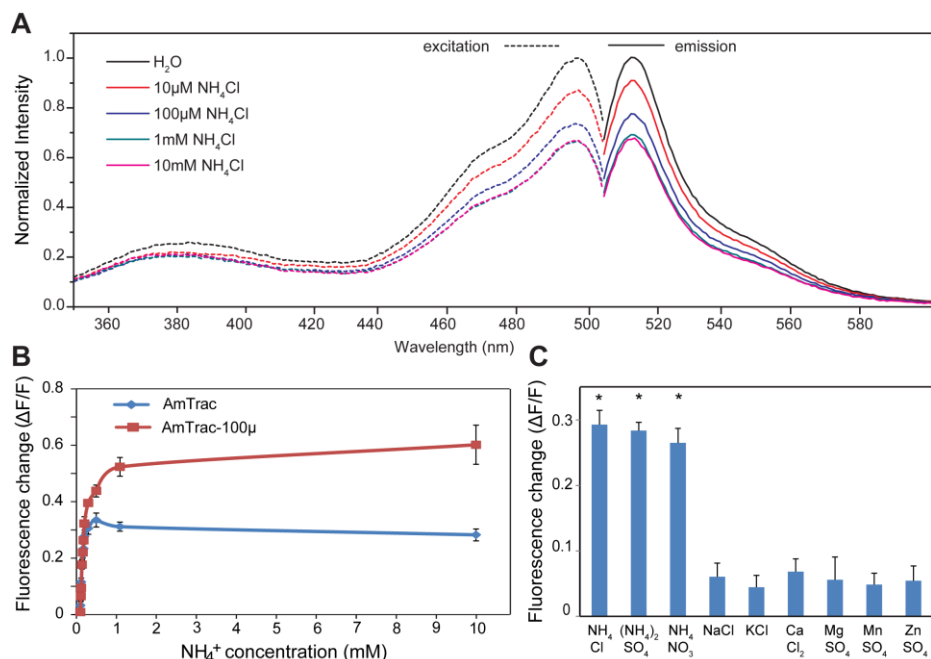 A
excitation
emission
H₂O
10μM NH₄Cl
100μM NH₄Cl
1mM NH₄Cl
10mM NH₄Cl
Normalized Intensity
1.0
0.8
0.6
0.4
0.2
0.0
360 380 400 420 440 460 480 500 520 540 560 580
Wavelength (nm)
B
Fluorescence change (ΔF/F)
1
0.8
0.6
0.4
0.2
0
AmTrac
AmTrac-100μ
0 1 2 3 4 5 6 7 8 9 10
NH₄⁺ concentration (mM)
C
Fluorescence change (ΔF/F)
0.3
0.1
0
* * *
NH₄ (NH₄)₂ NH₄ NaCl KCl Ca Mg Mn Zn
Cl SO₄ NO₃ Cl₂ SO₄ SO₄ SO₄